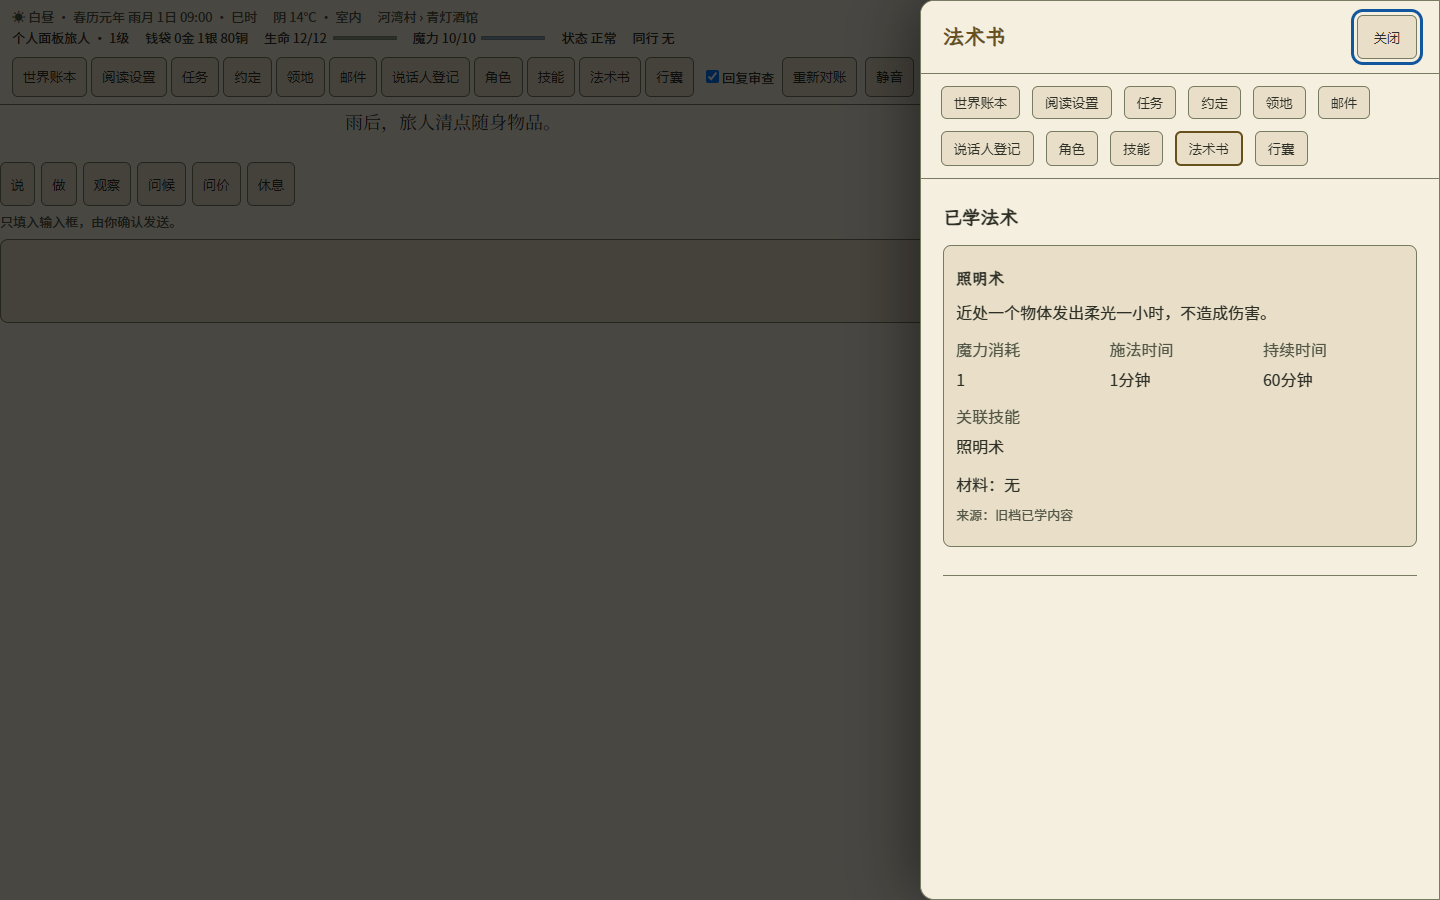 ☀ 白昼 · 春历元年 雨月 1日 09:00 · 巳时 阴 14°C · 室内 河湾村 › 青灯酒馆
个人面板旅人 · 1级 钱袋 0金 1银 80铜 生命 12/12 魔力 10/10 状态 正常 同行 无
世界账本 阅读设置 任务 约定 领地 邮件 说话人登记 角色 技能 法术书 行囊 回复审查 重新对账 静音
雨后，旅人清点随身物品。
说 做 观察 问候 问价 休息
只填入输入框，由你确认发送。
法术书 关闭
世界账本 阅读设置 任务 约定 领地 邮件
说话人登记 角色 技能 法术书 行囊
已学法术
照明术
近处一个物体发出柔光一小时，不造成伤害。
魔力消耗 施法时间 持续时间
1 1分钟 60分钟
关联技能
照明术
材料：无
来源：旧档已学内容